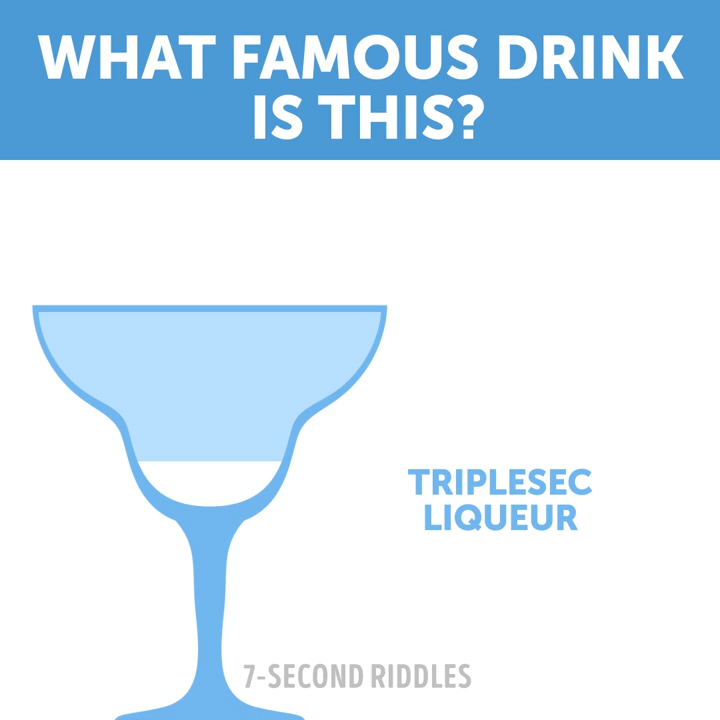 WHAT FAMOUS DRINK
IS THIS?
TRIPLESEC
LIQUEUR
7-SECOND RIDDLES